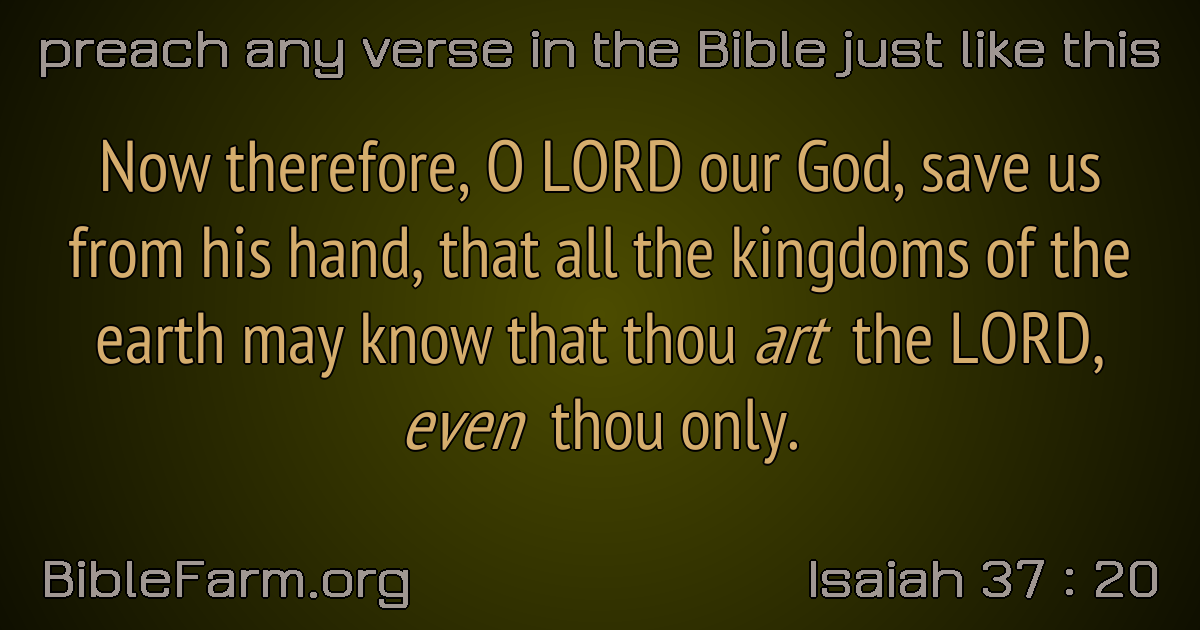 preach any verse in the Bible just like this
Now therefore, O LORD our God, save us
from his hand, that all the kingdoms of the
earth may know that thou art the LORD,
even thou only.
BibleFarm.org
Isaiah 37 : 20